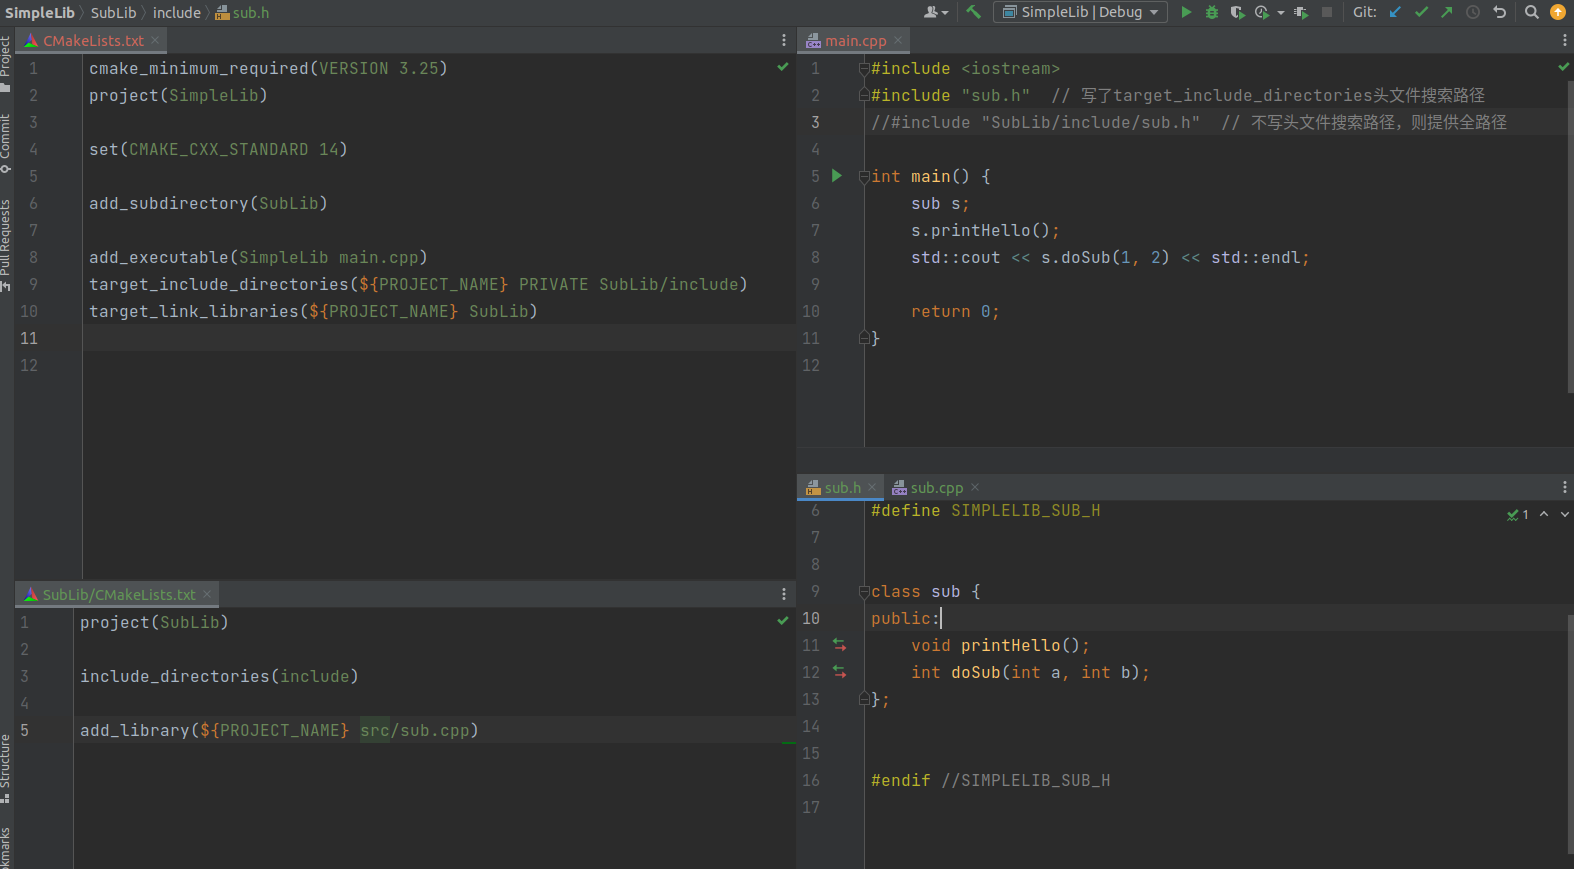 SimpleLib SubLib include sub.h
SimpleLib | Debug
Git:
Project
Commit
Pull Requests
Structure
CMakeLists.txt
1 cmake_minimum_required(VERSION 3.25)
2 project(SimpleLib)
3
4 set(CMAKE_CXX_STANDARD 14)
5
6 add_subdirectory(SubLib)
7
8 add_executable(SimpleLib main.cpp)
9 target_include_directories(${PROJECT_NAME} PRIVATE SubLib/include)
10 target_link_libraries(${PROJECT_NAME} SubLib)
11
12
SubLib/CMakeLists.txt
1 project(SubLib)
2
3 include_directories(include)
4
5 add_library(${PROJECT_NAME} src/sub.cpp)
main.cpp
1 #include <iostream>
2 #include "sub.h" // 写了target_include_directories头文件搜索路径
3 //#include "SubLib/include/sub.h" // 不写头文件搜索路径，则提供全路径
4
5 int main() {
6 sub s;
7 s.printHello();
8 std::cout << s.doSub(1, 2) << std::endl;
9
10 return 0;
11 }
12
sub.h sub.cpp
6 #define SIMPLELIB_SUB_H
1
7
8
9 class sub {
10 public:
11 void printHello();
12 int doSub(int a, int b);
13 };
14
15
16 #endif //SIMPLELIB_SUB_H
17